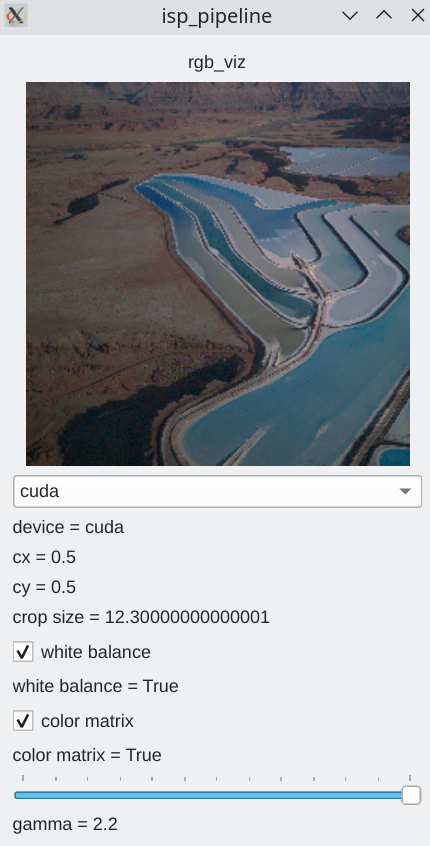 isp_pipeline
rgb_viz
cuda
device = cuda
cx = 0.5
cy = 0.5
crop size = 12.30000000000001
white balance
white balance = True
color matrix
color matrix = True
gamma = 2.2